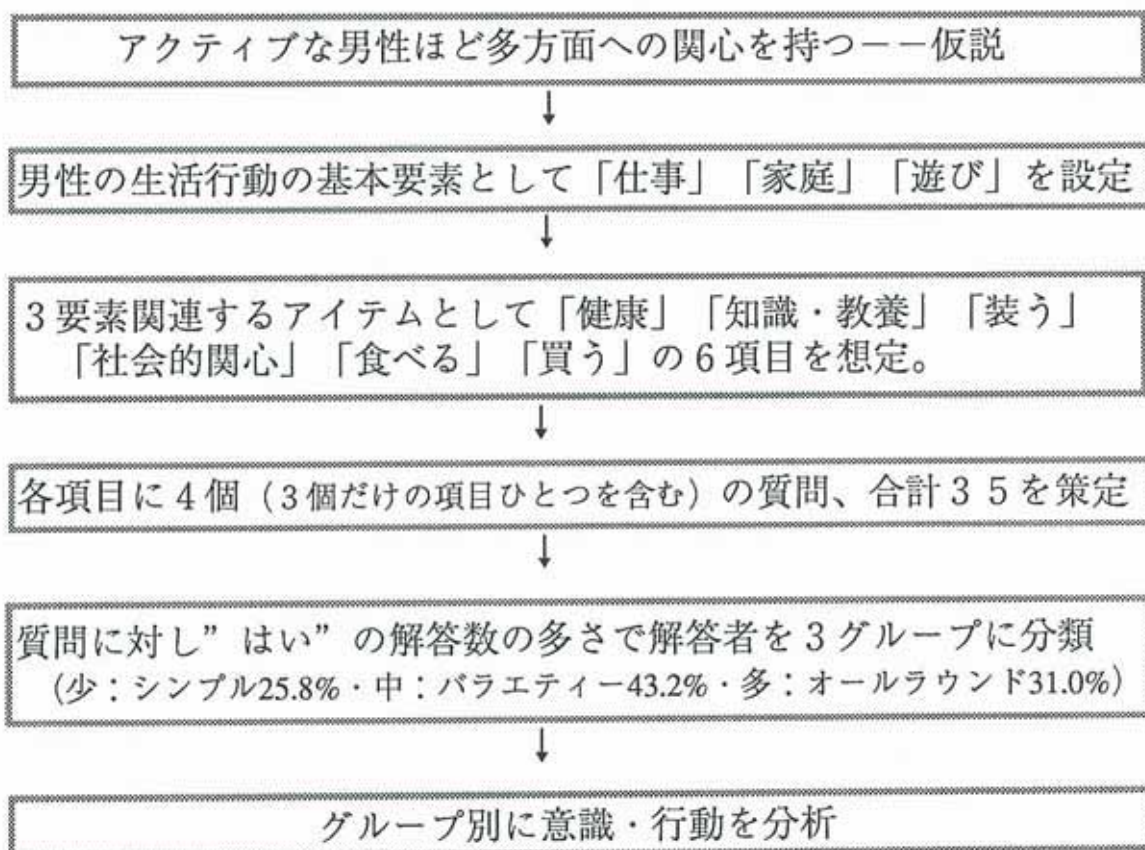 アクティブな男性ほど多方面への関心を持つーー仮説
↓
男性の生活行動の基本要素として「仕事」「家庭」「遊び」を設定
↓
3要素関連するアイテムとして「健康」「知識・教養」「装う」
「社会的関心」「食べる」「買う」の6項目を想定。
↓
各項目に4個（3個だけの項目ひとつを含む）の質問、合計35を策定
↓
質問に対し”はい”の解答数の多さで解答者を3グループに分類
（少：シンプル25.8%・中：バラエティー43.2%・多：オールラウンド31.0%）
↓
グループ別に意識・行動を分析